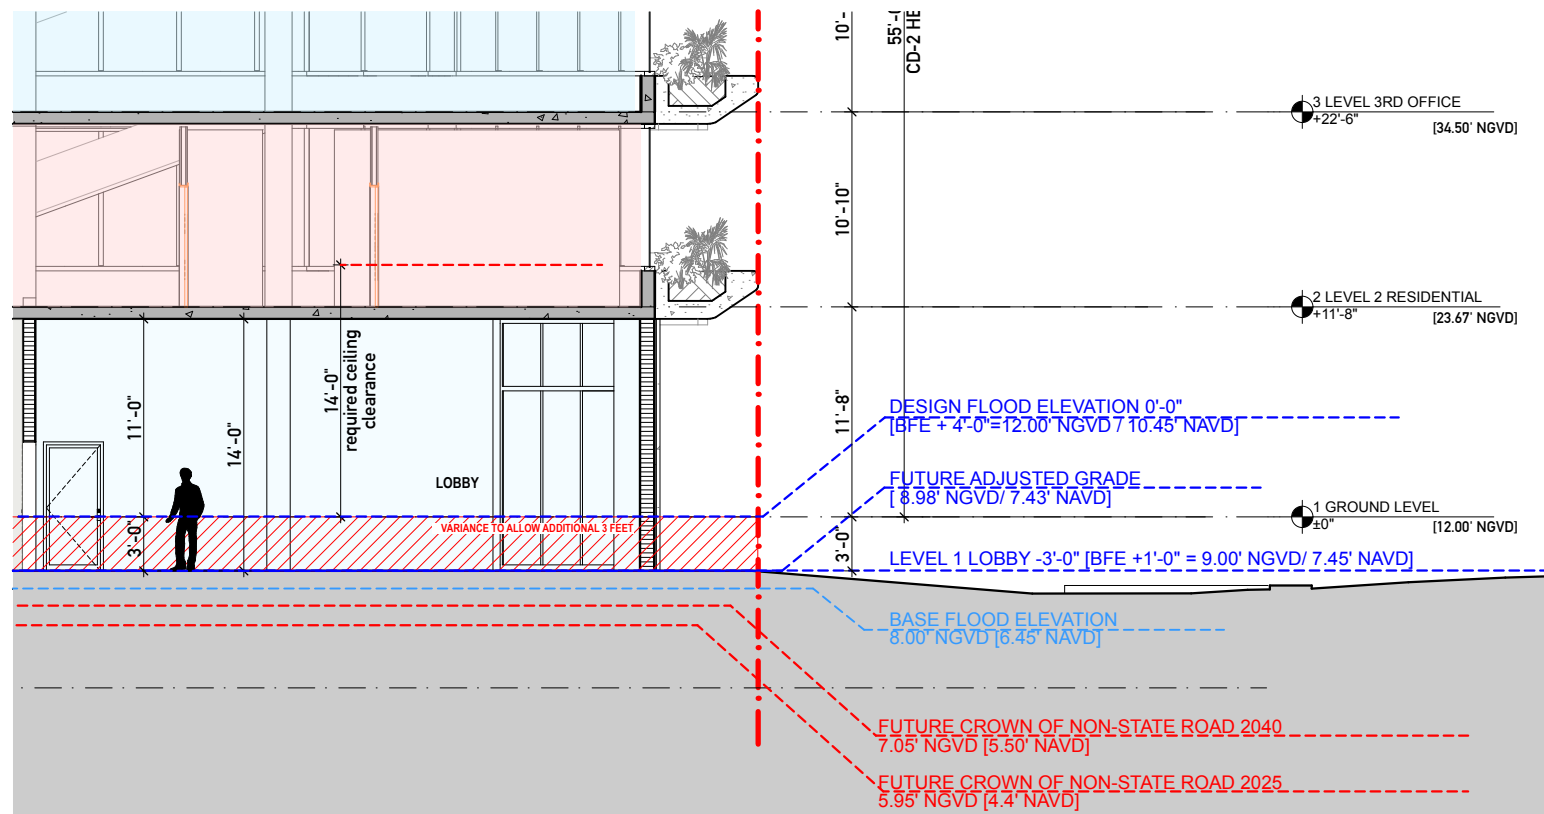 10'-
55'-
CD-2 HE
3 LEVEL 3RD OFFICE
+22'-6"
[34.50' NGVD]
10'-10"
2 LEVEL 2 RESIDENTIAL
+11'-8"
[23.67' NGVD]
11'-0"
14'-0"
14'-0"
required ceiling
clearance
11'-8"
DESIGN FLOOD ELEVATION 0'-0"
[BFE + 4'-0"=12.00' NGVD / 10.45' NAVD]
LOBBY
FUTURE ADJUSTED GRADE
[ 8.98' NGVD/ 7.43' NAVD]
1 GROUND LEVEL
±0"
[12.00' NGVD]
VARIANCE TO ALLOW ADDITIONAL 3 FEET
3'-0"
3'-0"
LEVEL 1 LOBBY -3'-0" [BFE +1'-0" = 9.00' NGVD/ 7.45' NAVD]
BASE FLOOD ELEVATION
8.00' NGVD [6.45' NAVD]
FUTURE CROWN OF NON-STATE ROAD 2040
7.05' NGVD [5.50' NAVD]
FUTURE CROWN OF NON-STATE ROAD 2025
5.95' NGVD [4.4' NAVD]